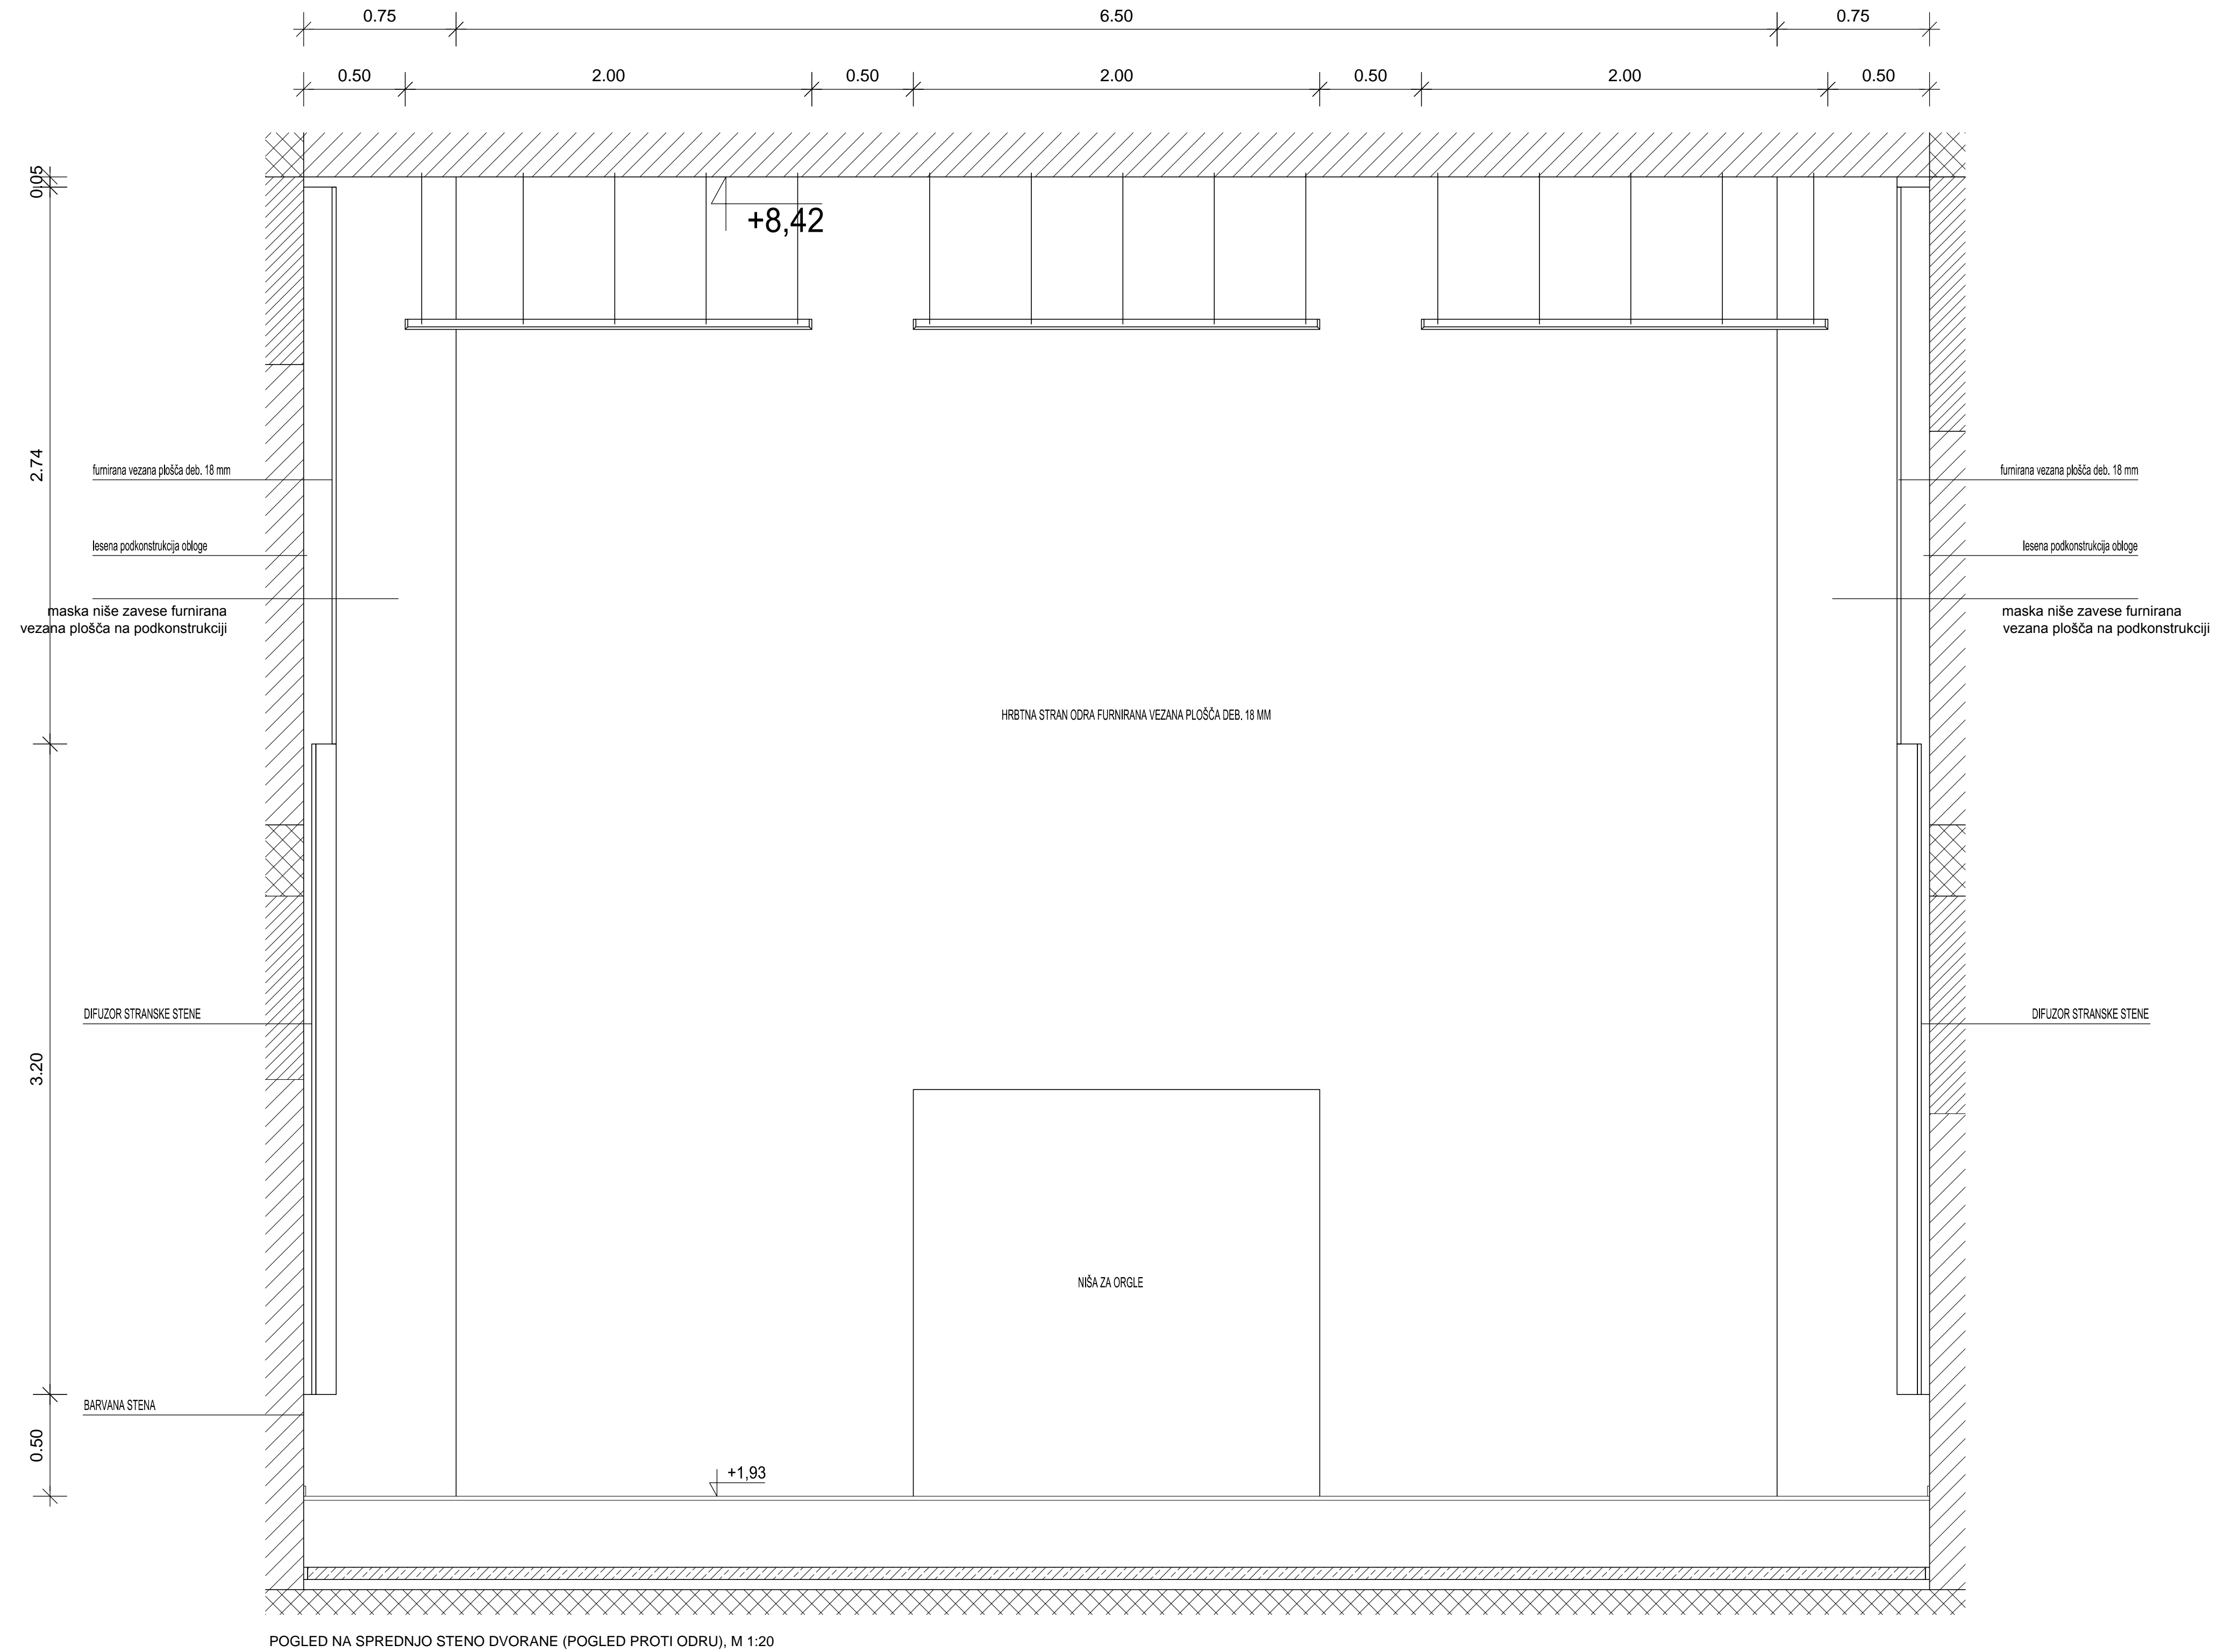 0.75
6.50
0.75
0.50
2.00
0.50
2.00
0.50
2.00
0.50
0.05
+8,42
2.74
furnirana vezana plošča deb. 18 mm
furnirana vezana plošča deb. 18 mm
lesena podkonstrukcija obloge
lesena podkonstrukcija obloge
maska niše zavese furnirana
vezana plošča na podkonstrukciji
maska niše zavese furnirana
vezana plošča na podkonstrukciji
HRBTNA STRAN ODRA FURNIRANA VEZANA PLOŠČA DEB. 18 MM
DIFUZOR STRANSKE STENE
DIFUZOR STRANSKE STENE
3.20
NIŠA ZA ORGLE
BARVANA STENA
0.50
+1,93
POGLED NA SPREDNJO STENO DVORANE (POGLED PROTI ODRU), M 1:20